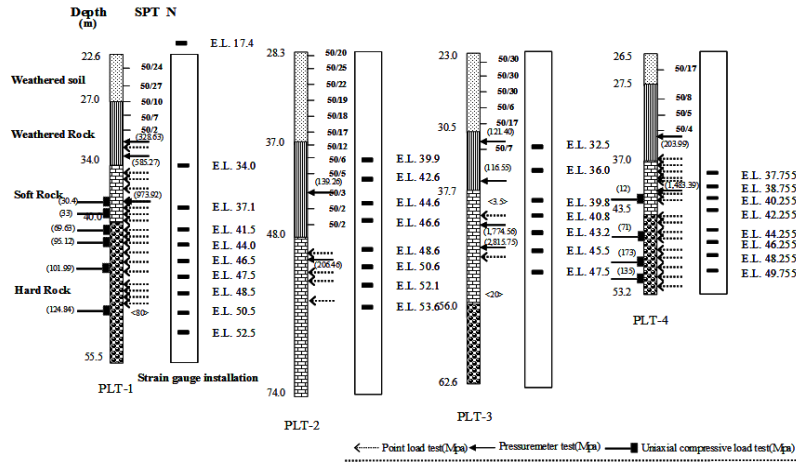 Depth SPT N
(m)
E.L. 17.4
22.6
50/24
Weathered soil
50/27
27.0
50/10
50/7
50/2
Weathered Rock
(328.63)
(585.27)
34.0
E.L. 34.0
Soft Rock
(973.92)
(30.4)
(33)
E.L. 37.1
40.0
(69.63)
E.L. 41.5
(95.12)
E.L. 44.0
(101.99)
E.L. 46.5
E.L. 47.5
Hard Rock
E.L. 48.5
(124.84)
<80>
E.L. 50.5
E.L. 52.5
55.5
Strain gauge installation
PLT-1
28.3
50/20
50/25
50/22
50/19
50/18
50/17
37.0
50/12
50/6
E.L. 39.9
50/5
(139.26)
E.L. 42.6
50/3
50/2
E.L. 44.6
50/2
E.L. 46.6
48.0
E.L. 48.6
(206.46)
E.L. 50.6
E.L. 52.1
E.L. 53.6
74.0
PLT-2
23.0
50/30
50/30
50/30
50/6
50/17
30.5
(121.40)
50/7
E.L. 32.5
(116.55)
E.L. 36.0
37.7
<3.5>
E.L. 39.8
E.L. 40.8
(1,774.56)
E.L. 43.2
(2,815.75)
E.L. 45.5
E.L. 47.5
<20>
56.0
62.6
PLT-3
26.5
50/17
27.5
50/8
50/5
50/4
(203.99)
37.0
E.L. 37.755
(1,483.39)
E.L. 38.755
(12)
E.L. 40.255
43.5
E.L. 42.255
(71)
E.L. 44.255
E.L. 46.255
(173)
E.L. 48.255
(135)
E.L. 49.755
53.2
PLT-4
Point load test(Mpa) Pressuremeter test(Mpa) Uniaxial compressive load test(Mpa)